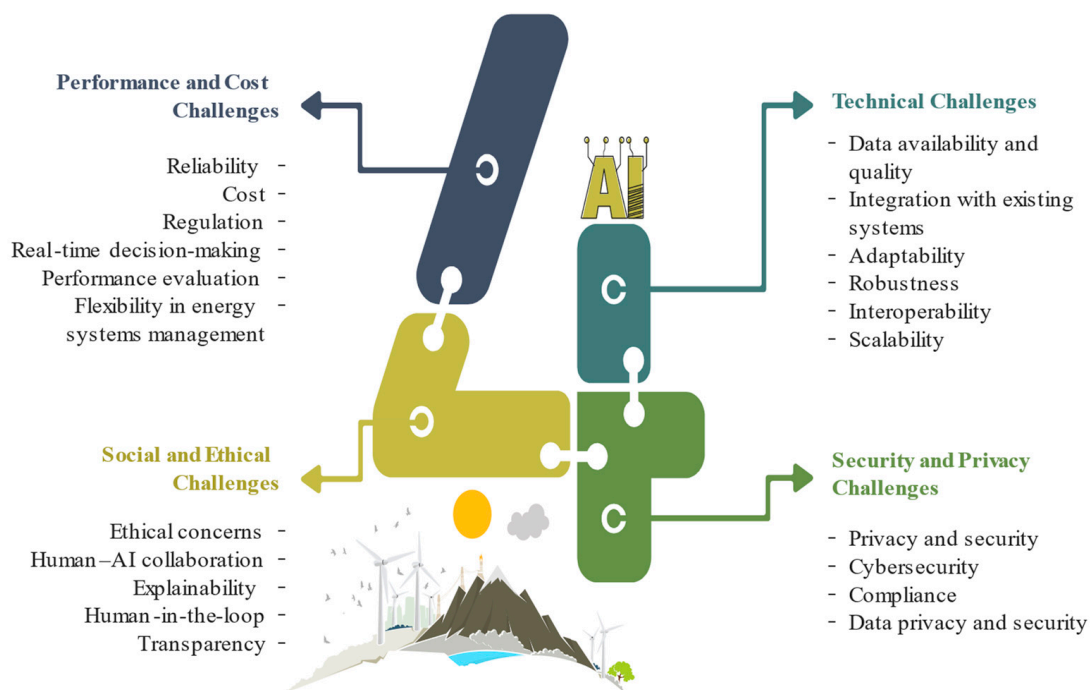 Performance and Cost
Challenges
Reliability -
Cost -
Regulation -
Real-time decision-making -
Performance evaluation -
Flexibility in energy -
systems management
AI
Technical Challenges
- Data availability and
quality
- Integration with existing
systems
- Adaptability
- Robustness
- Interoperability
- Scalability
Social and Ethical
Challenges
Ethical concerns -
Human–AI collaboration -
Explainability -
Human-in-the-loop -
Transparency -
Security and Privacy
Challenges
- Privacy and security
- Cybersecurity
- Compliance
- Data privacy and security